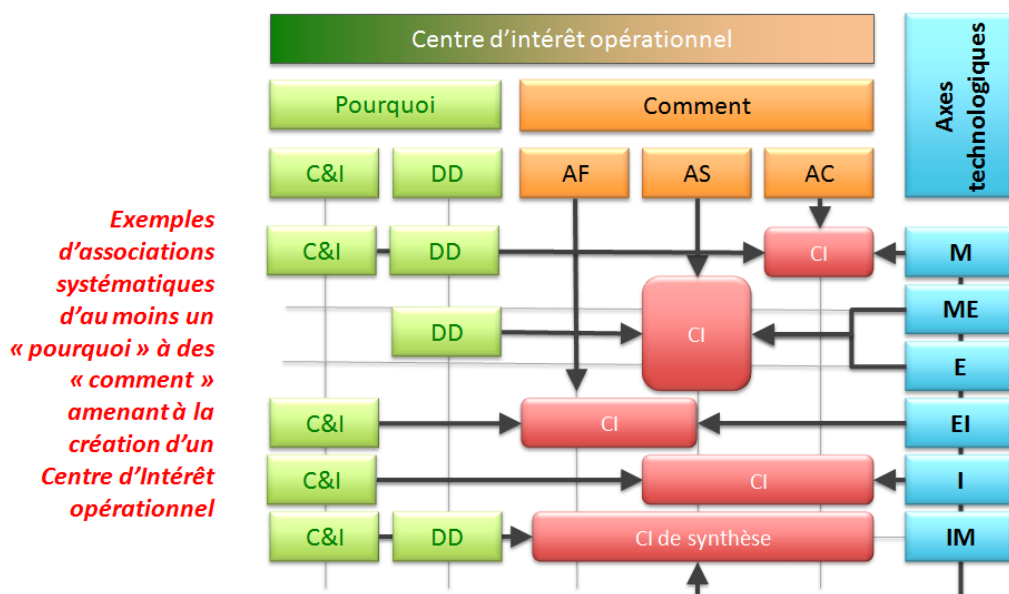 Centre d'intérêt opérionnel
Axes
technologiques
Pourquoi
Comment
C&I
DD
AF
AS
AC
Exemples
d'associations
systématiques
d'au moins un
« pourquoi » à des
« comment »
amenant à la
création d'un
Centre d'Intérêt
opérationnel
C&I
DD
CI
M
DD
CI
ME
E
C&I
CI
EI
C&I
CI
I
C&I
DD
CI de synthèse
IM